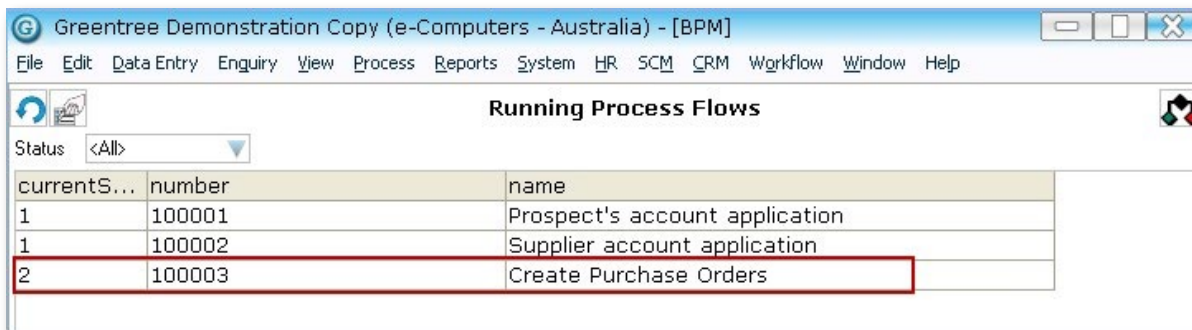 Greentree Demonstration Copy (e-Computers - Australia) - [BPM]
File Edit Data Entry Enquiry View Process Reports System HR SCM CRM Workflow Window Help
Running Process Flows
Status <All>
currentS... number name
1 100001 Prospect's account application
1 100002 Supplier account application
2 100003 Create Purchase Orders